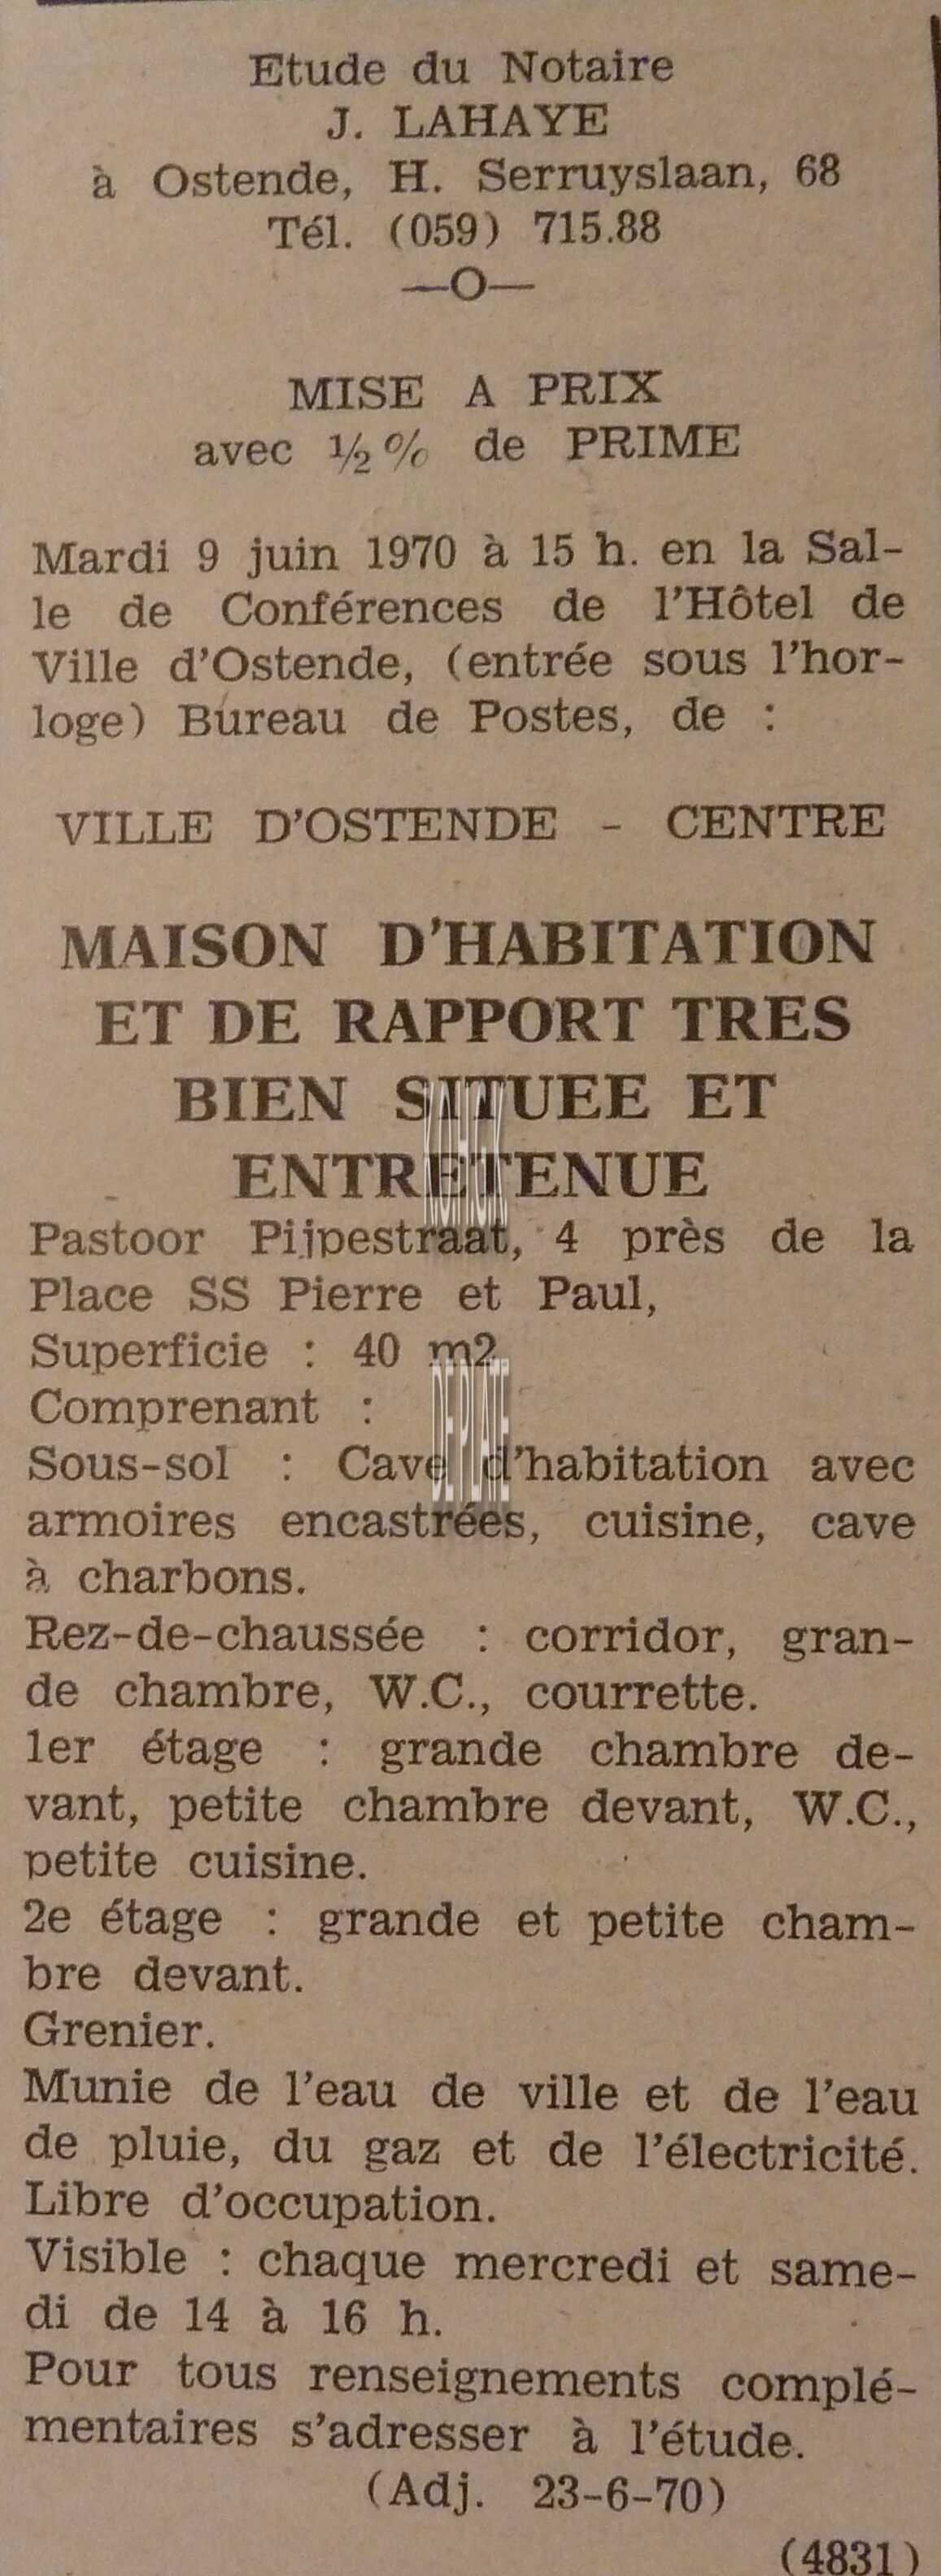 Etude du Notaire
J. LAHAYE
à Ostende, H. Serruyslaan, 68
Tél. (059) 715.88
—O—
MISE A PRIX
avec ½% de PRIME
Mardi 9 juin 1970 à 15 h. en la Sal-
le de Conférences de l'Hôtel de
Ville d'Ostende, (entrée sous l'hor-
loge) Bureau de Postes, de :
VILLE D'OSTENDE - CENTRE
MAISON D'HABITATION
ET DE RAPPORT TRES
BIEN SITUEE ET
ENTRETENUE
KOHGK
Pastoor Pijpestraat, 4 près de la
Place SS Pierre et Paul,
Superficie : 40 m2
Comprenant :
DE PLATE
Sous-sol : Cave d'habitation avec
armoires encastrées, cuisine, cave
à charbons.
Rez-de-chaussée : corridor, gran-
de chambre, W.C., courrette.
1er étage : grande chambre de-
vant, petite chambre devant, W.C.,
petite cuisine.
2e étage : grande et petite cham-
bre devant.
Grenier.
Munie de l'eau de ville et de l'eau
de pluie, du gaz et de l'électricité.
Libre d'occupation.
Visible : chaque mercredi et same-
di de 14 à 16 h.
Pour tous renseignements complé-
mentaires s'adresser à l'étude.
(Adj. 23-6-70)
(4831)